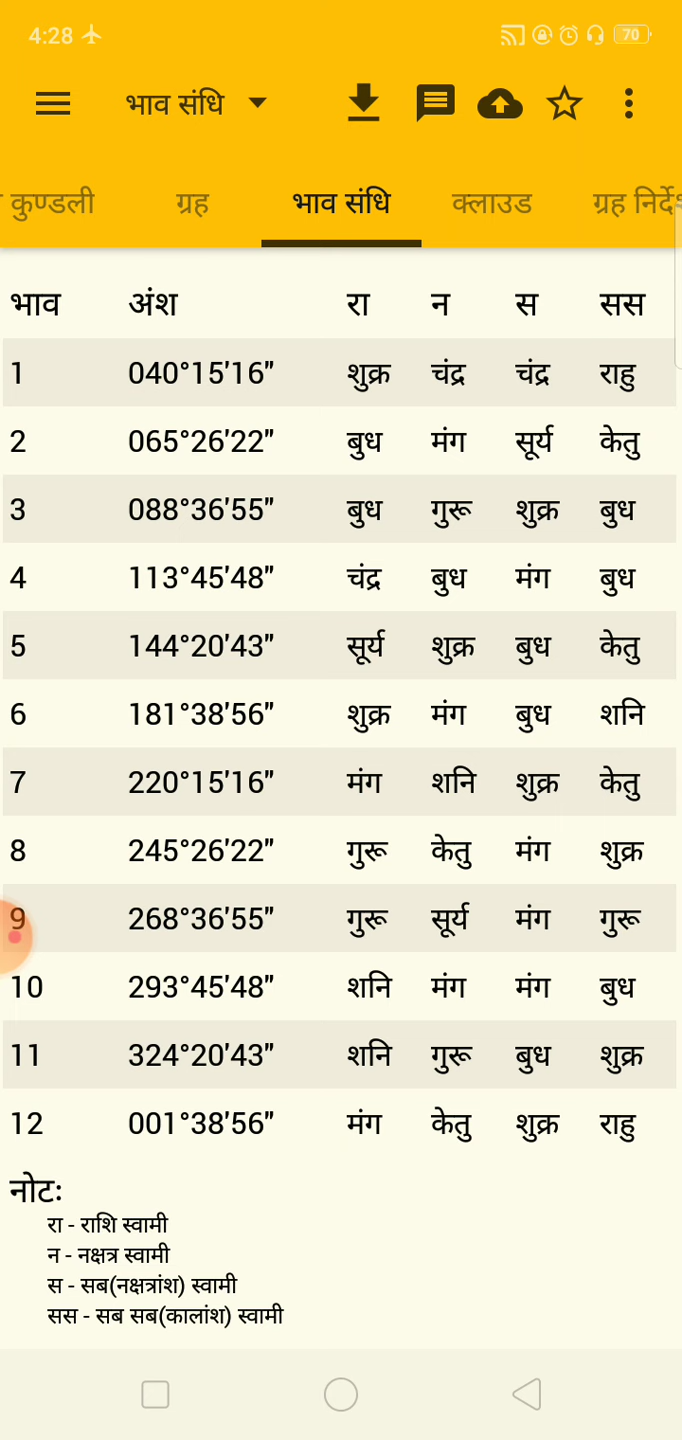 4:28 70
भाव संधि
कुण्डली ग्रह भाव संधि क्लाउड ग्रह
भाव अंश रा न स सस
1 040°15'16" शुक्र चंद्र चंद्र राहु
2 065°26'22" बुध मंग सूर्य केतु
3 088°36'55" बुध गुरू शुक्र बुध
4 113°45'48" चंद्र बुध मंग बुध
5 144°20'43" सूर्य शुक्र बुध केतु
6 181°38'56" शुक्र मंग बुध शनि
7 220°15'16" मंग शनि शुक्र केतु
8 245°26'22" गुरू केतु मंग शुक्र
9 268°36'55" गुरू सूर्य मंग गुरू
10 293°45'48" शनि मंग मंग बुध
11 324°20'43" शनि गुरू बुध शुक्र
12 001°38'56" मंग केतु शुक्र राहु
नोटः
रा - राशि स्वामी
न - नक्षत्र स्वामी
स - सब(नक्षत्रांश) स्वामी
सस - सब सब(कालांश) स्वामी